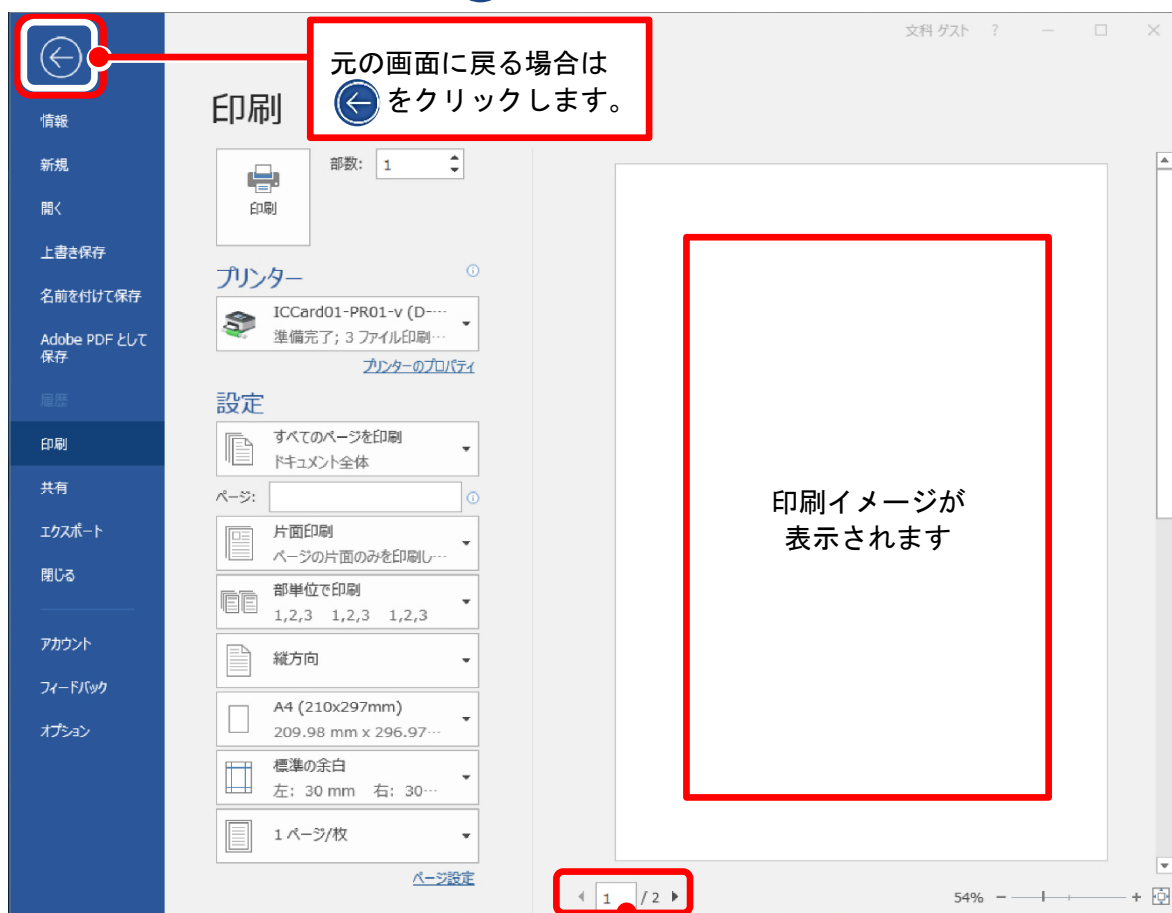 文科 ゲスト ?
元の画面に戻る場合は
をクリックします。
情報
新規
開く
上書き保存
名前を付けて保存
Adobe PDF として
保存
履歴
印刷
共有
エクスポート
閉じる
アカウント
フィードバック
オプション
印刷
印刷
部数: 1
プリンター
ICCard01-PR01-v (D-…
準備完了; 3 ファイル印刷…
プリンターのプロパティ
設定
すべてのページを印刷
ドキュメント全体
ページ:
片面印刷
ページの片面のみを印刷し…
部単位で印刷
1,2,3 1,2,3 1,2,3
縦方向
A4 (210x297mm)
209.98 mm x 296.97…
標準の余白
左: 30 mm 右: 30…
1 ページ/枚
ページ設定
印刷イメージが
表示されます
1 / 2
54%